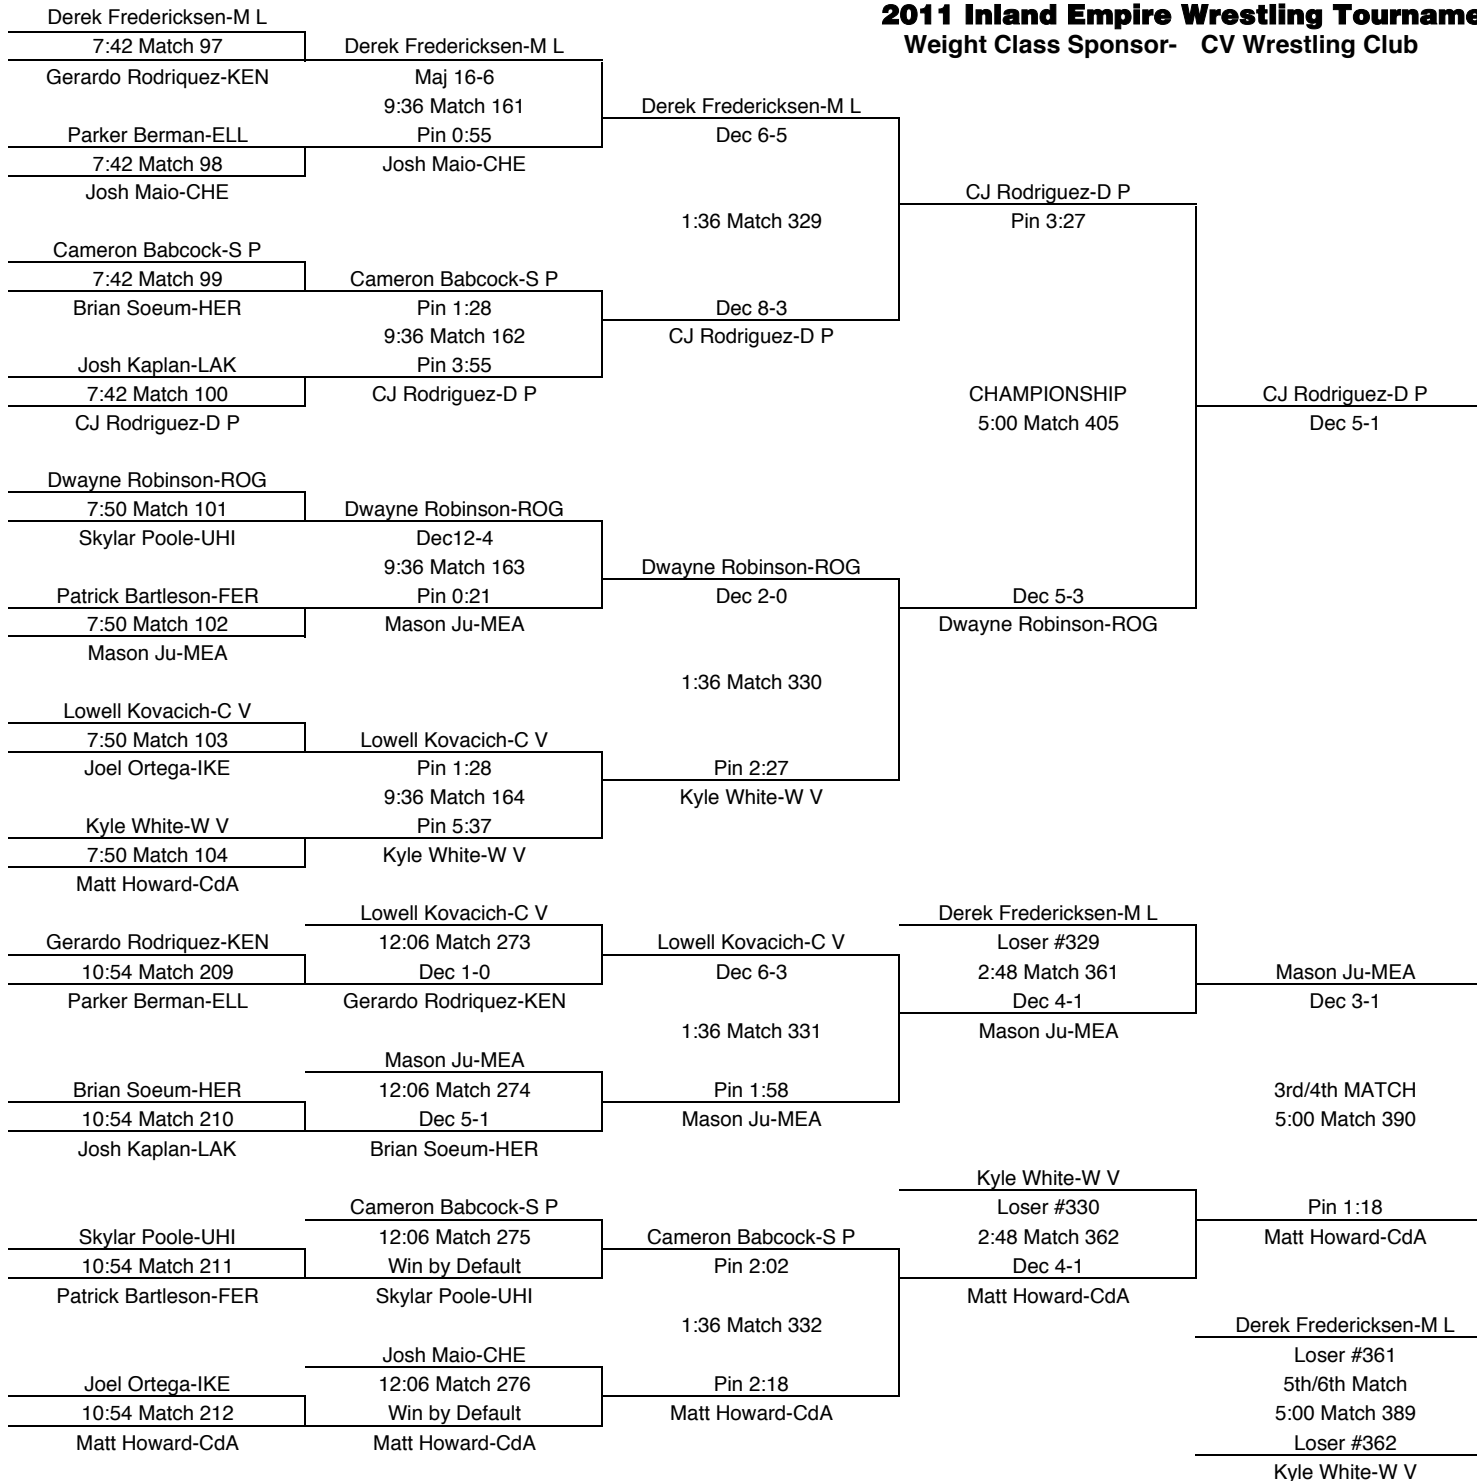 2011 Inland Empire Wrestling Tourname
Weight Class Sponsor- CV Wrestling Club
Derek Fredericksen-M L
7:42 Match 97
Gerardo Rodriquez-KEN
Parker Berman-ELL
7:42 Match 98
Josh Maio-CHE
Cameron Babcock-S P
7:42 Match 99
Brian Soeum-HER
Josh Kaplan-LAK
7:42 Match 100
CJ Rodriguez-D P
Dwayne Robinson-ROG
7:50 Match 101
Skylar Poole-UHI
Patrick Bartleson-FER
7:50 Match 102
Mason Ju-MEA
Lowell Kovacich-C V
7:50 Match 103
Joel Ortega-IKE
Kyle White-W V
7:50 Match 104
Matt Howard-CdA
Derek Fredericksen-M L
Maj 16-6
9:36 Match 161
Pin 0:55
Josh Maio-CHE
Cameron Babcock-S P
Pin 1:28
9:36 Match 162
Pin 3:55
CJ Rodriguez-D P
Dwayne Robinson-ROG
Dec12-4
9:36 Match 163
Pin 0:21
Mason Ju-MEA
Lowell Kovacich-C V
Pin 1:28
9:36 Match 164
Pin 5:37
Kyle White-W V
Derek Fredericksen-M L
Dec 6-5
1:36 Match 329
Dec 8-3
CJ Rodriguez-D P
Dwayne Robinson-ROG
Dec 2-0
1:36 Match 330
Pin 2:27
Kyle White-W V
CJ Rodriguez-D P
Pin 3:27
CHAMPIONSHIP
5:00 Match 405
Dec 5-3
Dwayne Robinson-ROG
CJ Rodriguez-D P
Dec 5-1
Gerardo Rodriquez-KEN
10:54 Match 209
Parker Berman-ELL
Brian Soeum-HER
10:54 Match 210
Josh Kaplan-LAK
Skylar Poole-UHI
10:54 Match 211
Patrick Bartleson-FER
Joel Ortega-IKE
10:54 Match 212
Matt Howard-CdA
Lowell Kovacich-C V
12:06 Match 273
Dec 1-0
Gerardo Rodriquez-KEN
Mason Ju-MEA
12:06 Match 274
Dec 5-1
Brian Soeum-HER
Cameron Babcock-S P
12:06 Match 275
Win by Default
Skylar Poole-UHI
Josh Maio-CHE
12:06 Match 276
Win by Default
Matt Howard-CdA
Lowell Kovacich-C V
Dec 6-3
1:36 Match 331
Pin 1:58
Mason Ju-MEA
Cameron Babcock-S P
Pin 2:02
1:36 Match 332
Pin 2:18
Matt Howard-CdA
Derek Fredericksen-M L
Loser #329
2:48 Match 361
Dec 4-1
Mason Ju-MEA
Kyle White-W V
Loser #330
2:48 Match 362
Dec 4-1
Matt Howard-CdA
Mason Ju-MEA
Dec 3-1
3rd/4th MATCH
5:00 Match 390
Pin 1:18
Matt Howard-CdA
Derek Fredericksen-M L
Loser #361
5th/6th Match
5:00 Match 389
Loser #362
Kyle White-W V